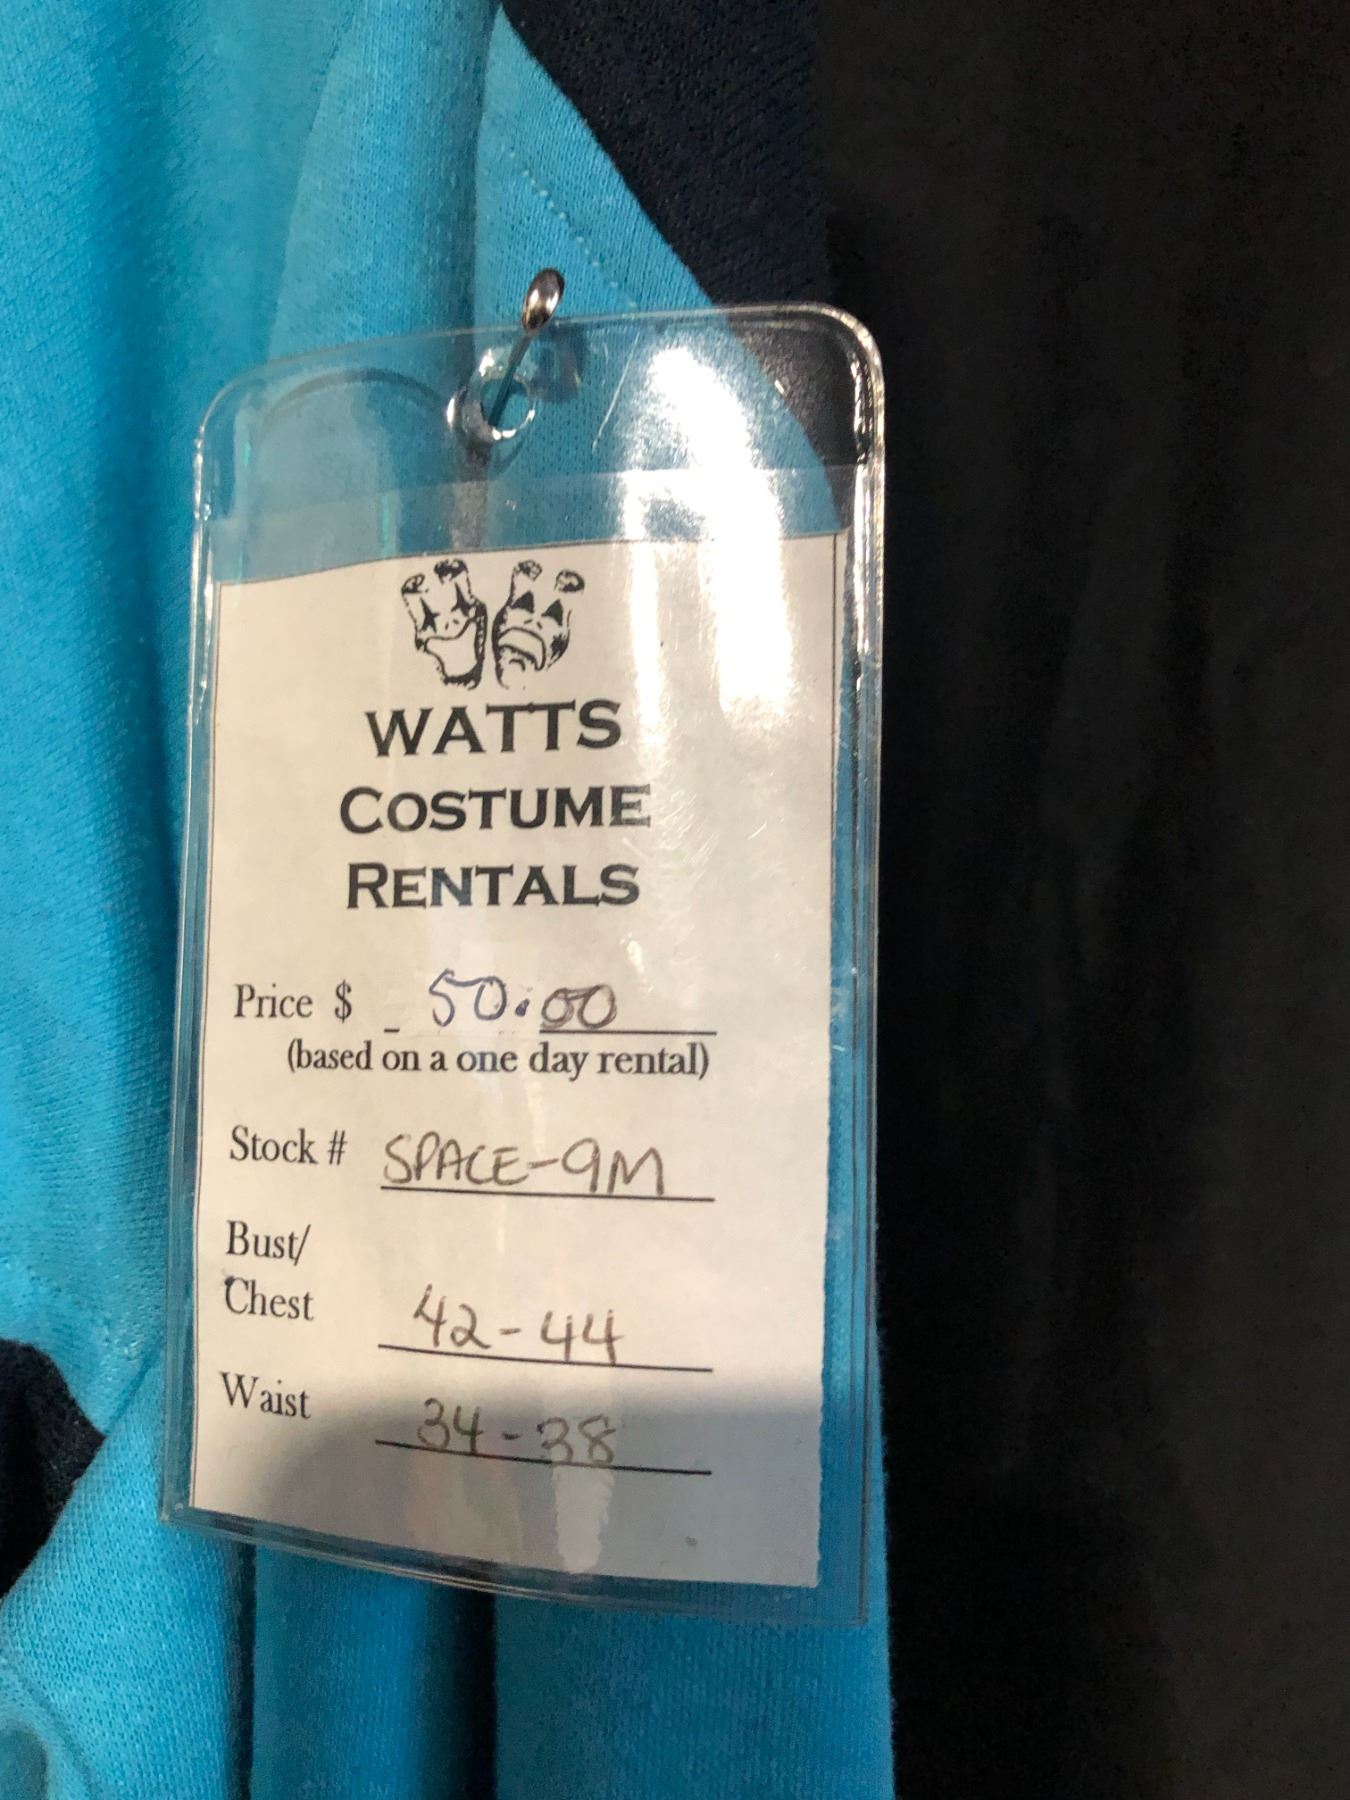 WATTS
COSTUME
RENTALS
Price $ 50.00
(based on a one day rental)
Stock # SPACE-9M
Bust/
Chest 42-44
Waist 34-38